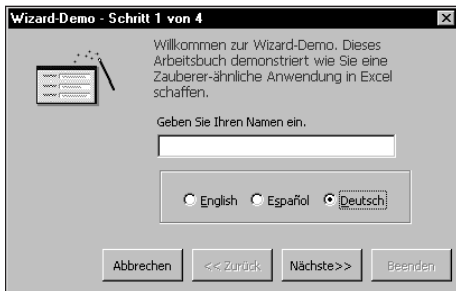 Wizard-Demo - Schritt 1 von 4
Willkommen zur Wizard-Demo. Dieses
Arbeitsbuch demonstriert wie Sie eine
Zauberer-ähnliche Anwendung in Excel
schaffen.
Geben Sie Ihren Namen ein.
English Español Deutsch
Abbrechen << Zurück Nächste>> Beenden